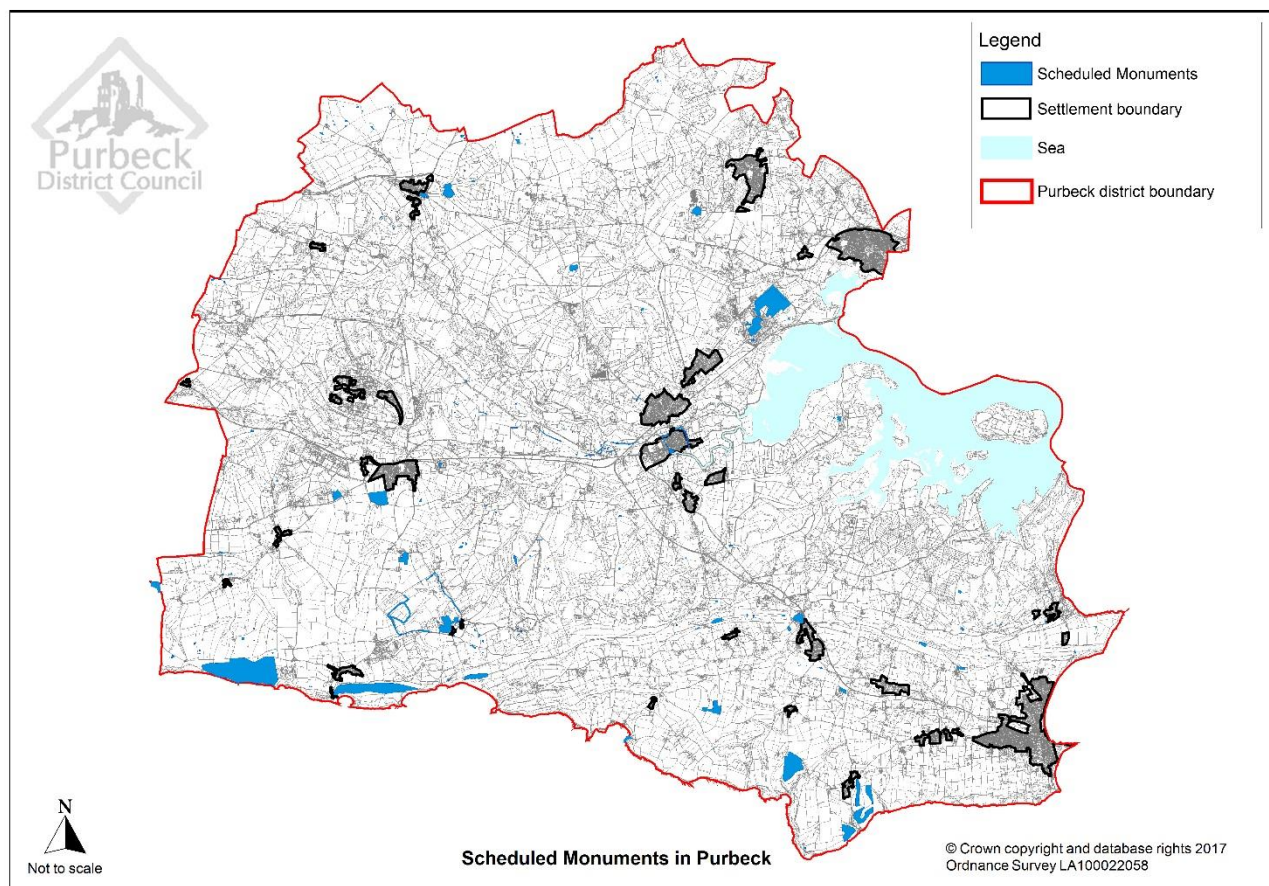 Purbeck
District Council
Legend
Scheduled Monuments
Settlement boundary
Sea
Purbeck district boundary
N
Not to scale
Scheduled Monuments in Purbeck
© Crown copyright and database rights 2017
Ordnance Survey LA100022058